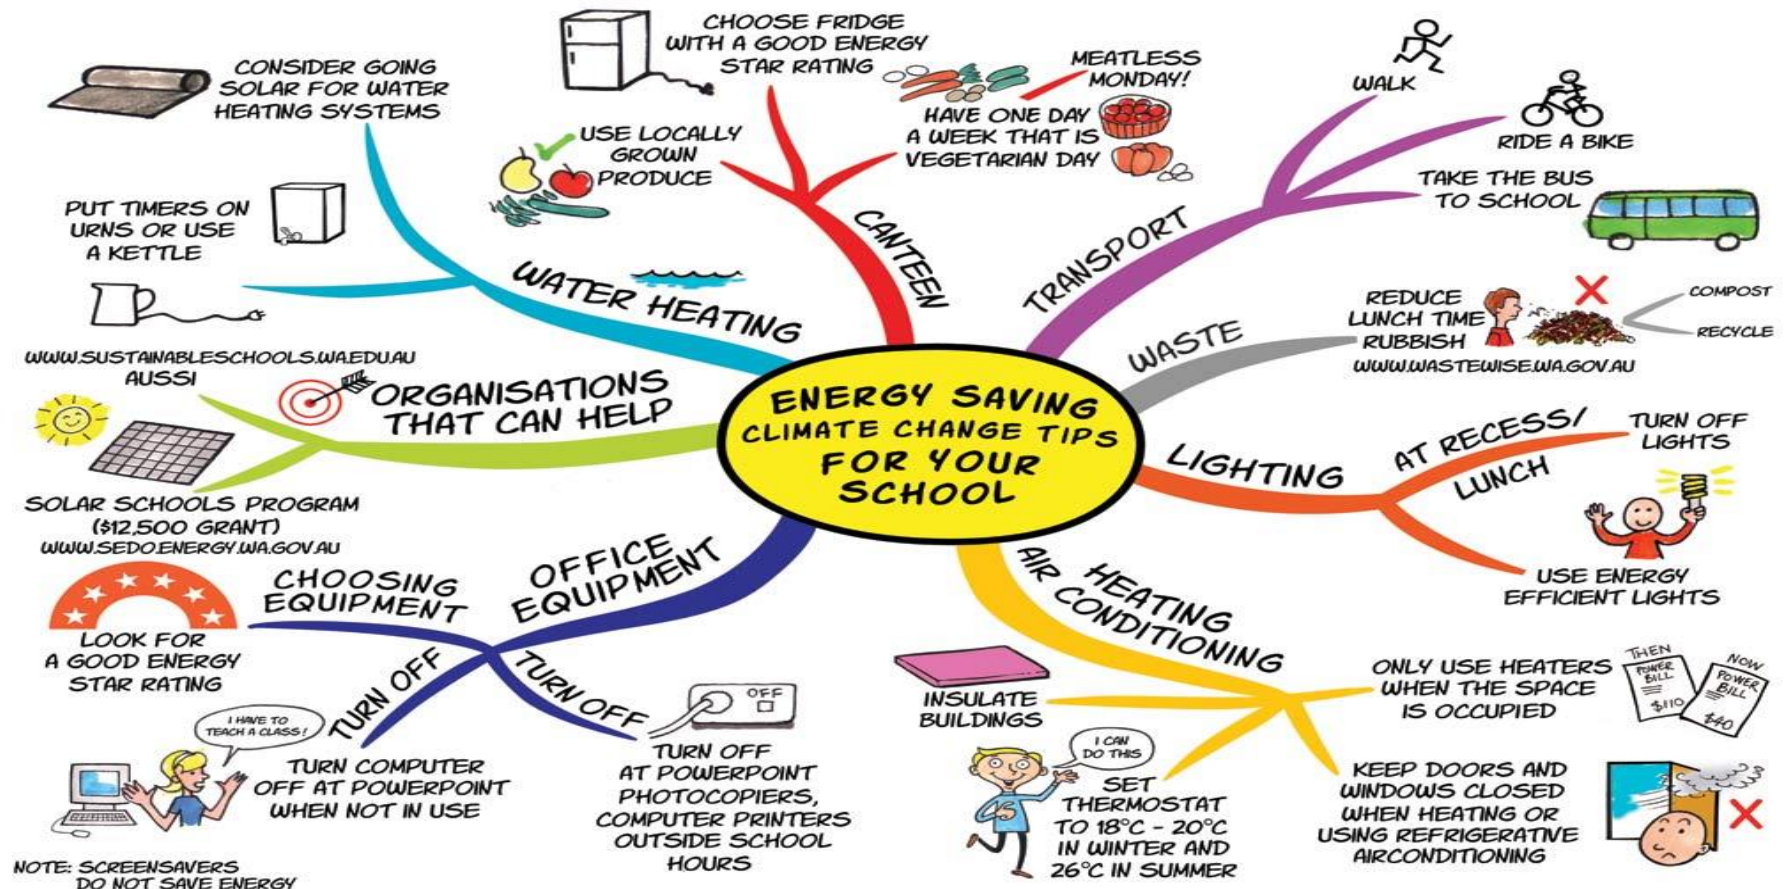 ENERGY SAVING
CLIMATE CHANGE TIPS
FOR YOUR
SCHOOL
CANTEEN
CHOOSE FRIDGE
WITH A GOOD ENERGY
STAR RATING
USE LOCALLY
GROWN
PRODUCE
MEATLESS
MONDAY!
HAVE ONE DAY
A WEEK THAT IS
VEGETARIAN DAY
TRANSPORT
WALK
RIDE A BIKE
TAKE THE BUS
TO SCHOOL
WASTE
REDUCE
LUNCH TIME
RUBBISH
WWW.WASTEWISE.WA.GOV.AU
COMPOST
RECYCLE
LIGHTING
AT RECESS/
LUNCH
TURN OFF
LIGHTS
USE ENERGY
EFFICIENT LIGHTS
HEATING
AIR CONDITIONING
ONLY USE HEATERS
WHEN THE SPACE
IS OCCUPIED
THEN
POWER
BILL
$110
NOW
POWER
BILL
$40
KEEP DOORS AND
WINDOWS CLOSED
WHEN HEATING OR
USING REFRIGERATIVE
AIRCONDITIONING
INSULATE
BUILDINGS
I CAN
DO THIS
SET
THERMOSTAT
TO 18°C - 20°C
IN WINTER AND
26°C IN SUMMER
OFFICE
EQUIPMENT
CHOOSING
EQUIPMENT
LOOK FOR
A GOOD ENERGY
STAR RATING
TURN OFF
I HAVE TO
TEACH A CLASS!
TURN COMPUTER
OFF AT POWERPOINT
WHEN NOT IN USE
NOTE: SCREENSAVERS
DO NOT SAVE ENERGY
TURN OFF
OFF
TURN OFF
AT POWERPOINT
PHOTOCOPIERS,
COMPUTER PRINTERS
OUTSIDE SCHOOL
HOURS
ORGANISATIONS
THAT CAN HELP
WWW.SUSTAINABLESCHOOLS.WA.EDU.AU
AUSSI
SOLAR SCHOOLS PROGRAM
($12,500 GRANT)
WWW.SEDO.ENERGY.WA.GOV.AU
WATER HEATING
CONSIDER GOING
SOLAR FOR WATER
HEATING SYSTEMS
PUT TIMERS ON
URNS OR USE
A KETTLE